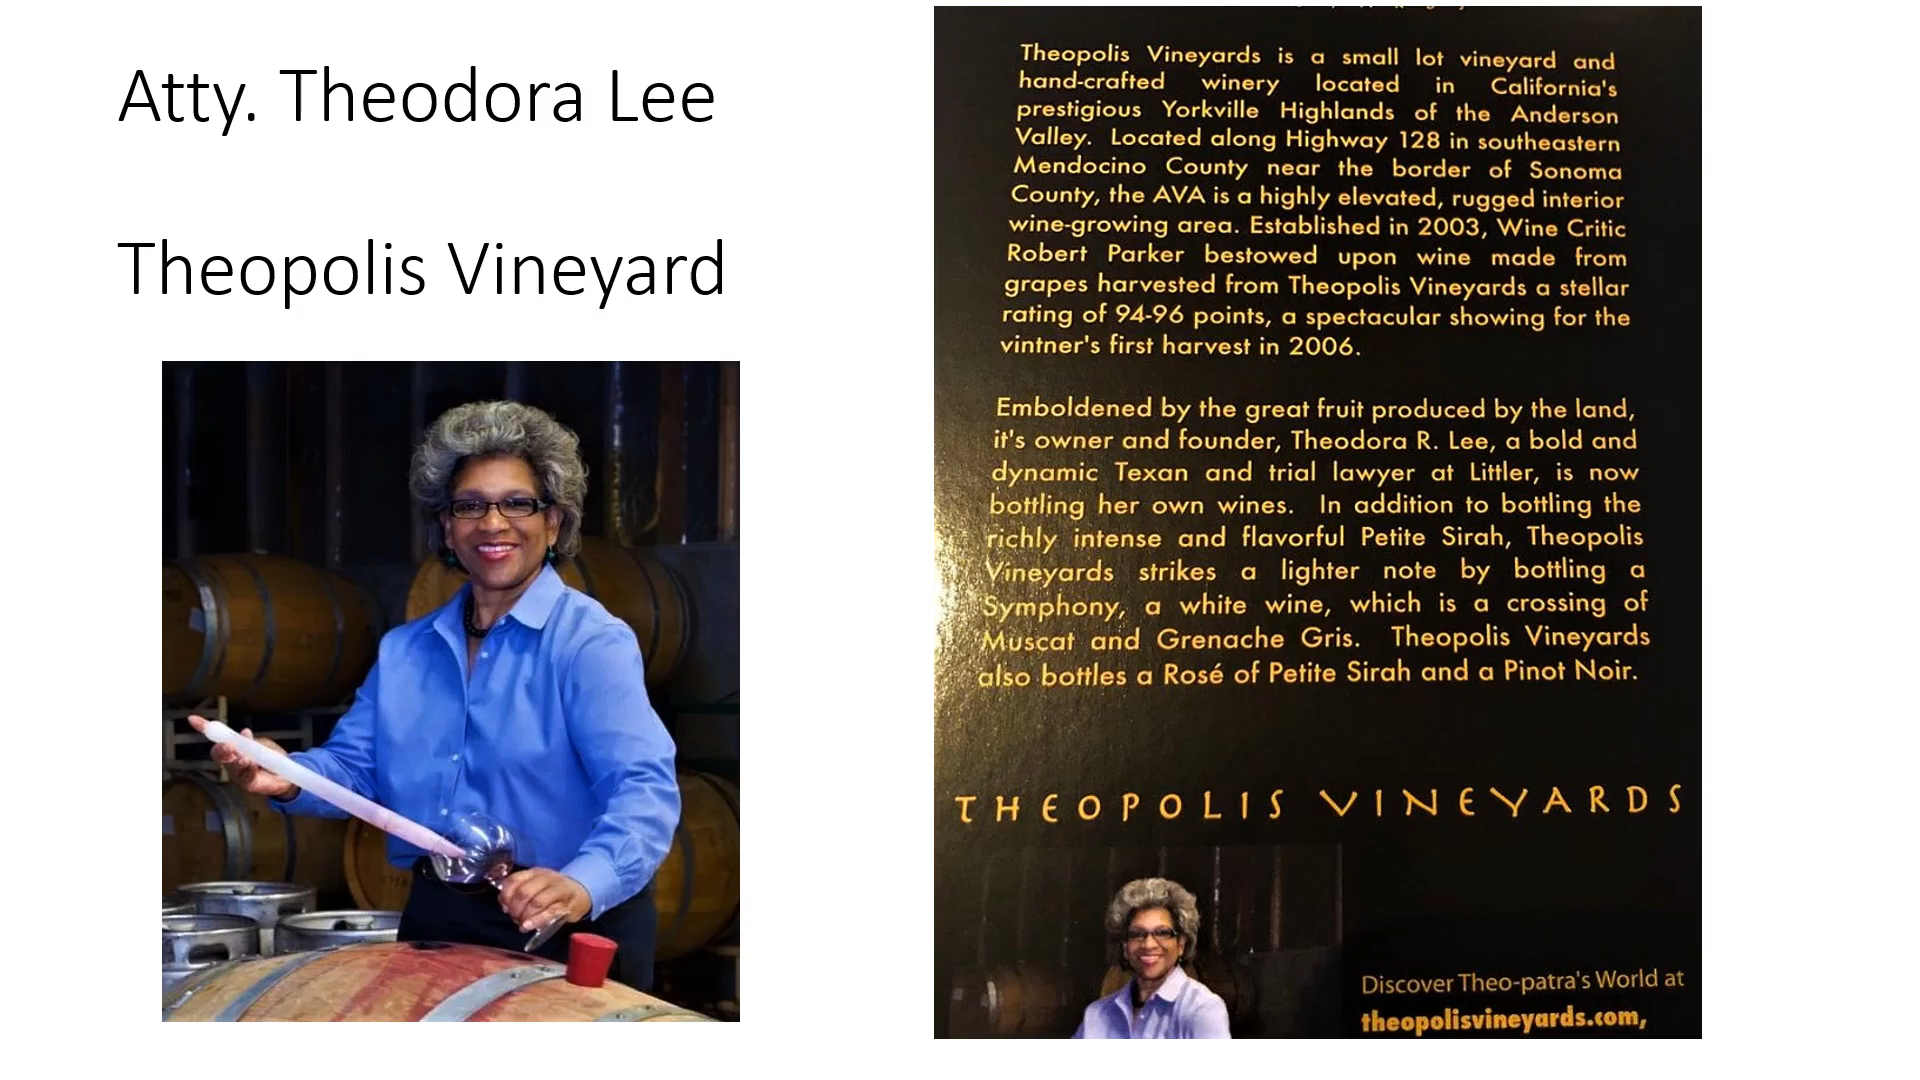 Atty. Theodora Lee
Theopolis Vineyard
Theopolis Vineyards is a small lot vineyard and
hand-crafted winery located in California's
prestigious Yorkville Highlands of the Anderson
Valley. Located along Highway 128 in southeastern
Mendocino County near the border of Sonoma
County, the AVA is a highly elevated, rugged interior
wine-growing area. Established in 2003, Wine Critic
Robert Parker bestowed upon wine made from
grapes harvested from Theopolis Vineyards a stellar
rating of 94-96 points, a spectacular showing for the
vintner's first harvest in 2006.
Emboldened by the great fruit produced by the land,
it's owner and founder, Theodora R. Lee, a bold and
dynamic Texan and trial lawyer at Littler, is now
bottling her own wines. In addition to bottling the
richly intense and flavorful Petite Sirah, Theopolis
Vineyards strikes a lighter note by bottling a
Symphony, a white wine, which is a crossing of
Muscat and Grenache Gris. Theopolis Vineyards
also bottles a Rosé of Petite Sirah and a Pinot Noir.
THEOPOLIS VINEYARDS
Discover Theo-patra's World at
theopolisvineyards.com,